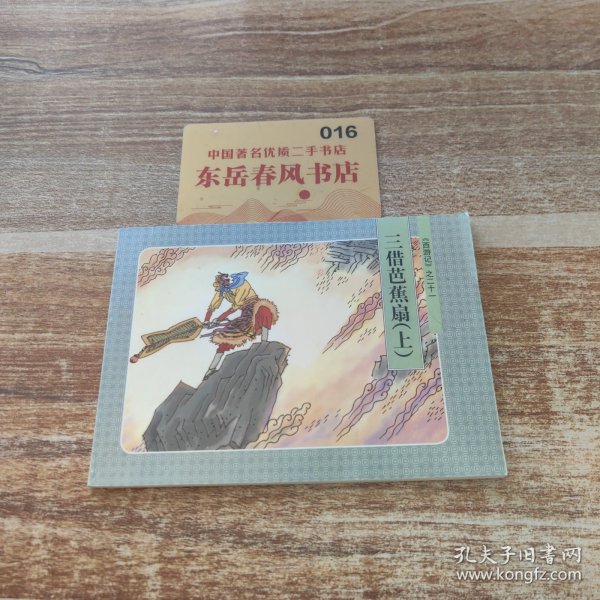 016
中国著名优质二手书店
东岳春风书店
《西游记》之二十一
三借芭蕉扇(上)
孔夫子旧书网
www.kongfz.com